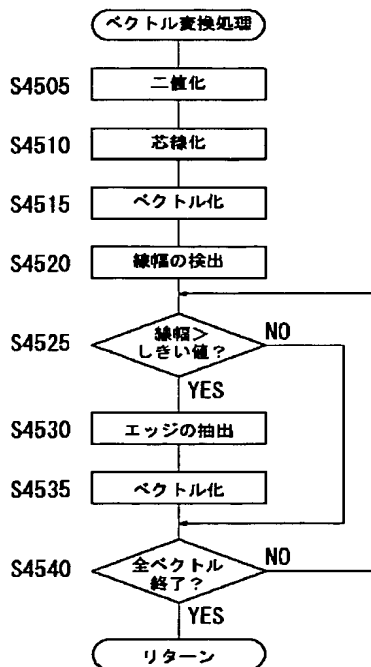 ベクトル変換処理
S4505
二値化
S4510
芯線化
S4515
ベクトル化
S4520
線幅の検出
S4525
線幅>
しきい値?
NO
YES
S4530
エッジの抽出
S4535
ベクトル化
S4540
全ベクトル
終了?
NO
YES
リターン